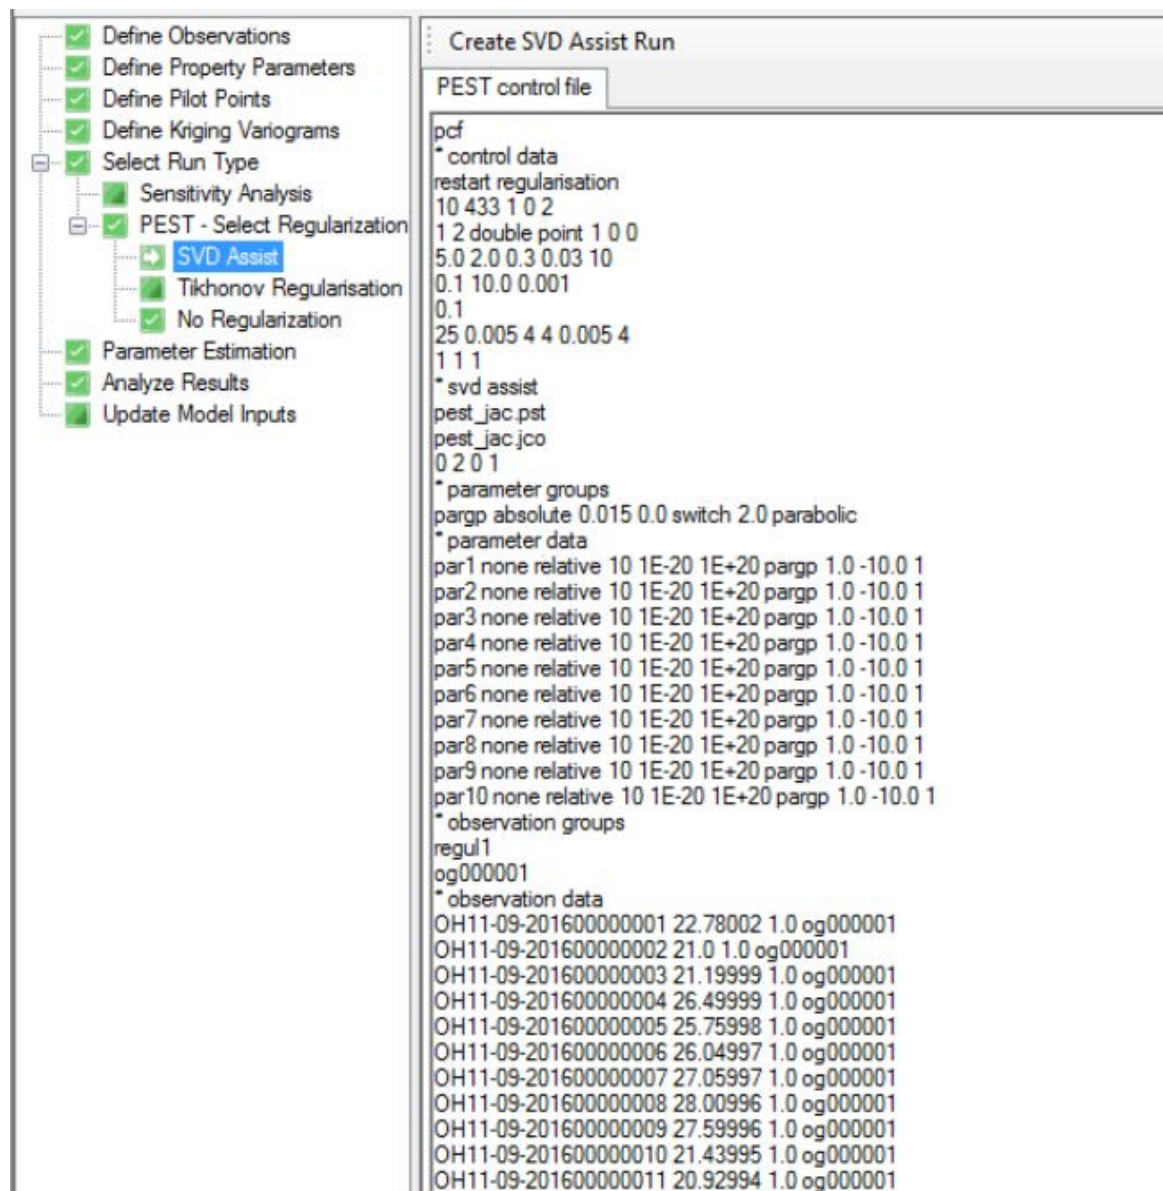 Define Observations
Define Property Parameters
Define Pilot Points
Define Kriging Variograms
Select Run Type
Sensitivity Analysis
PEST - Select Regularization
SVD Assist
Tikhonov Regularisation
No Regularization
Parameter Estimation
Analyze Results
Update Model Inputs
Create SVD Assist Run
PEST control file
pcf
* control data
restart regularisation
10 433 1 0 2
1 2 double point 1 0 0
5.0 2.0 0.3 0.03 10
0.1 10.0 0.001
0.1
25 0.005 4 4 0.005 4
1 1 1
* svd assist
pest_jac.pst
pest_jac.jco
0 2 0 1
* parameter groups
pargp absolute 0.015 0.0 switch 2.0 parabolic
* parameter data
par1 none relative 10 1E-20 1E+20 pargp 1.0 -10.0 1
par2 none relative 10 1E-20 1E+20 pargp 1.0 -10.0 1
par3 none relative 10 1E-20 1E+20 pargp 1.0 -10.0 1
par4 none relative 10 1E-20 1E+20 pargp 1.0 -10.0 1
par5 none relative 10 1E-20 1E+20 pargp 1.0 -10.0 1
par6 none relative 10 1E-20 1E+20 pargp 1.0 -10.0 1
par7 none relative 10 1E-20 1E+20 pargp 1.0 -10.0 1
par8 none relative 10 1E-20 1E+20 pargp 1.0 -10.0 1
par9 none relative 10 1E-20 1E+20 pargp 1.0 -10.0 1
par10 none relative 10 1E-20 1E+20 pargp 1.0 -10.0 1
* observation groups
regul1
og000001
* observation data
OH11-09-201600000001 22.78002 1.0 og000001
OH11-09-201600000002 21.0 1.0 og000001
OH11-09-201600000003 21.19999 1.0 og000001
OH11-09-201600000004 26.49999 1.0 og000001
OH11-09-201600000005 25.75998 1.0 og000001
OH11-09-201600000006 26.04997 1.0 og000001
OH11-09-201600000007 27.05997 1.0 og000001
OH11-09-201600000008 28.00996 1.0 og000001
OH11-09-201600000009 27.59996 1.0 og000001
OH11-09-201600000010 21.43995 1.0 og000001
OH11-09-201600000011 20.92994 1.0 og000001